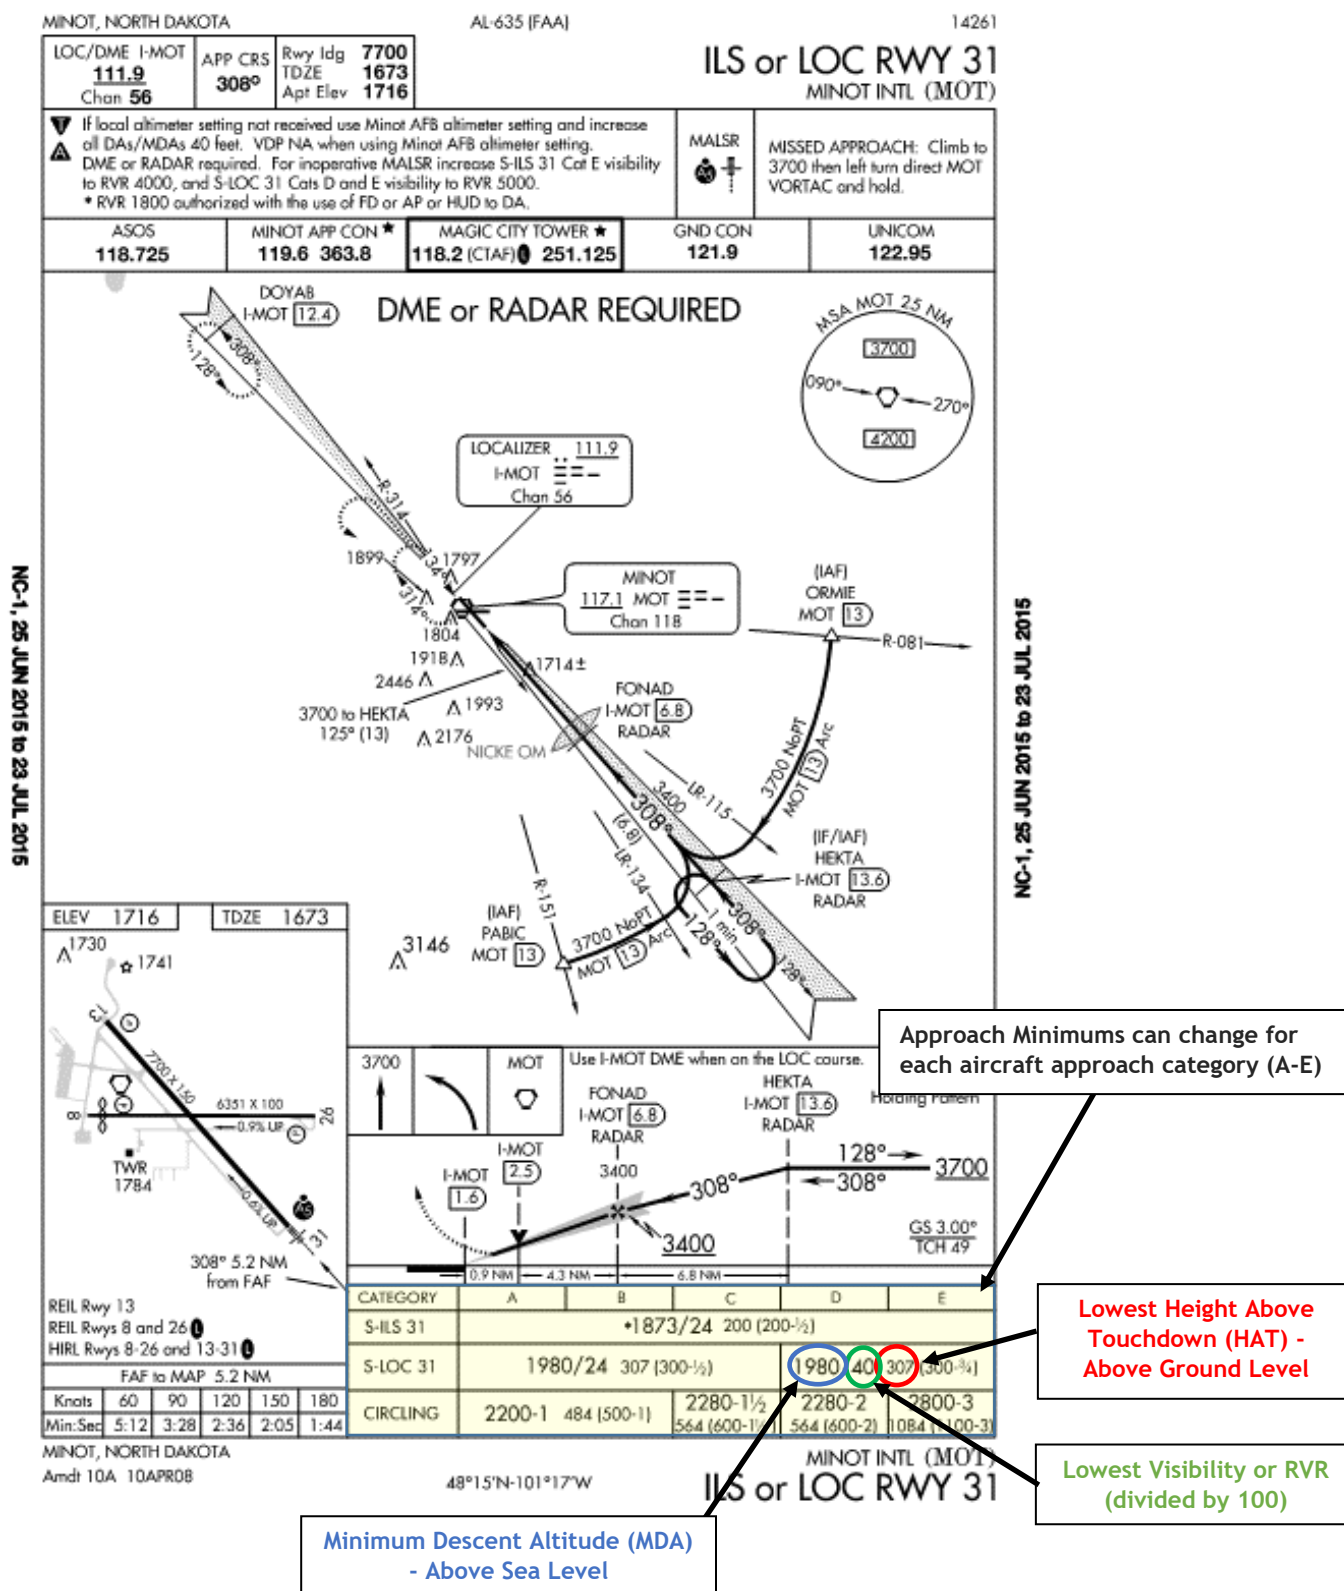 MINOT, NORTH DAKOTA
AL-635 (FAA)
14261
LOC/DME I-MOT
111.9
Chan 56
APP CRS
308°
Rwy ldg 7700
TDZE 1673
Apt Elev 1716
ILS or LOC RWY 31
MINOT INTL (MOT)
T
A
If local altimeter setting not received use Minot AFB altimeter setting and increase
all DAs/MDAs 40 feet. VDP NA when using Minot AFB altimeter setting.
DME or RADAR required. For inoperative MALSR increase S-ILS 31 Cat E visibility
to RVR 4000, and S-LOC 31 Cats D and E visibility to RVR 5000.
* RVR 1800 authorized with the use of FD or AP or HUD to DA.
MALSR
A5
MISSED APPROACH: Climb to
3700 then left turn direct MOT
VORTAC and hold.
ASOS
118.725
MINOT APP CON ★
119.6 363.8
MAGIC CITY TOWER ★
118.2 (CTAF) L 251.125
GND CON
121.9
UNICOM
122.95
DOYAB
I-MOT 12.4
DME or RADAR REQUIRED
MSA MOT 25 NM
3700
090°
270°
4200
308°
128°
LOCALIZER 111.9
I-MOT
Chan 56
R-314
134°
1899
1797
314°
MINOT
117.1 MOT
Chan 118
(IAF)
ORMIE
MOT 13
R-081
1804
1918
2446
1714±
1993
2176
3700 to HEKTA
125° (13)
NICKE OM
FONAD
I-MOT 6.8
RADAR
3700 NoPT
MOT 13 Arc
LR-115
3400
308°
(6.8)
LR-134
(IF/IAF)
HEKTA
I-MOT 13.6
RADAR
R-151
(IAF)
PABIC
MOT 13
3700 NoPT
MOT 13 Arc
128°
1 min
308°
128°
3146
NC-1, 25 JUN 2015 to 23 JUL 2015
NC-1, 25 JUN 2015 to 23 JUL 2015
ELEV 1716
TDZE 1673
1730
1741
13
7700 X 150
8
6351 X 100
0.9% UP
26
TWR
1784
0.6% UP
A5
31
308° 5.2 NM
from FAF
REIL Rwy 13
REIL Rwys 8 and 26 L
HIRL Rwys 8-26 and 13-31 L
FAF to MAP 5.2 NM
Knots 60 90 120 150 180
Min:Sec 5:12 3:28 2:36 2:05 1:44
3700
MOT
Use I-MOT DME when on the LOC course.
FONAD
I-MOT 6.8
RADAR
HEKTA
I-MOT 13.6
RADAR
Holding Pattern
I-MOT
1.6
I-MOT
2.5
3400
308°
128°
308°
3700
3400
GS 3.00°
TCH 49
0.9 NM
4.3 NM
6.8 NM
CATEGORY A B C D E
S-ILS 31 *1873/24 200 (200-½)
S-LOC 31 1980/24 307 (300-½) 1980 40 307 (300-¾)
CIRCLING 2200-1 484 (500-1) 2280-1½ 564 (600-1½) 2280-2 564 (600-2) 2800-3 1084 (1100-3)
Approach Minimums can change for
each aircraft approach category (A-E)
Lowest Height Above
Touchdown (HAT) -
Above Ground Level
Lowest Visibility or RVR
(divided by 100)
Minimum Descent Altitude (MDA)
- Above Sea Level
MINOT, NORTH DAKOTA
Amdt 10A 10APR08
48°15'N-101°17'W
MINOT INTL (MOT)
ILS or LOC RWY 31